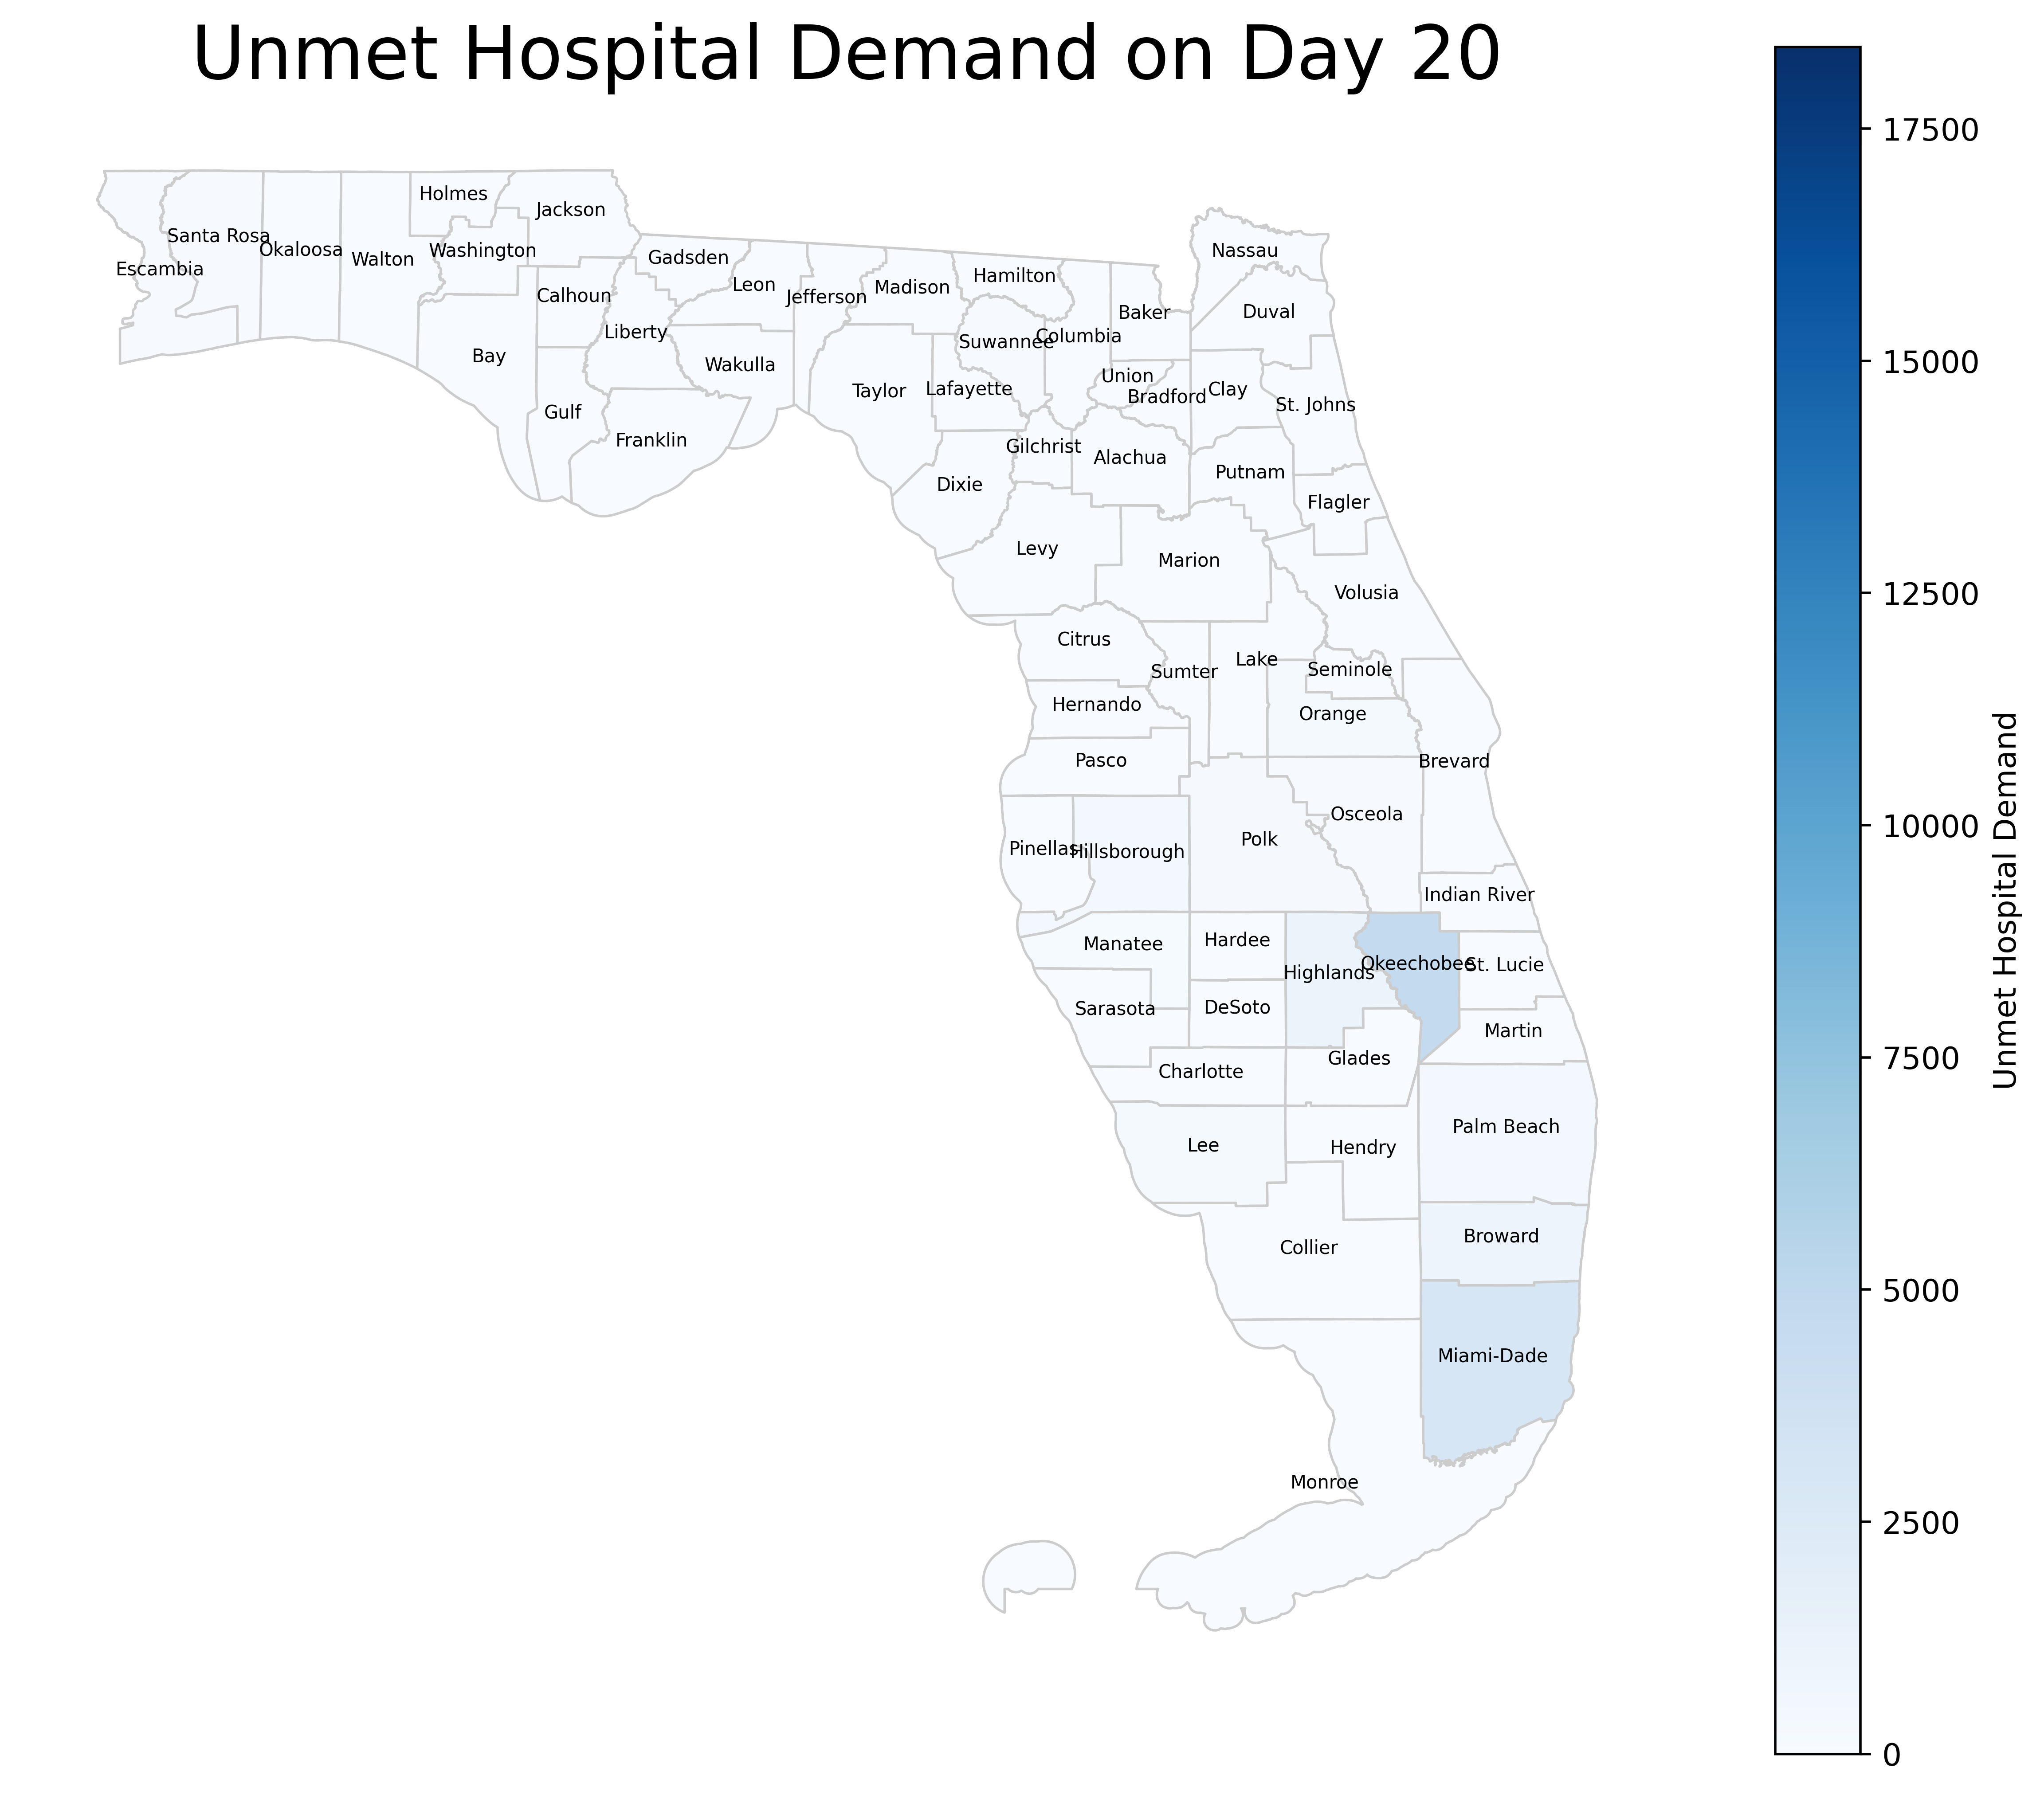 Unmet Hospital Demand on Day 20
Holmes
Jackson
Santa Rosa
Okaloosa
Walton
Washington
Escambia
Gadsden
Leon
Jefferson
Madison
Hamilton
Nassau
Calhoun
Liberty
Baker
Duval
Suwannee
Columbia
Bay
Wakulla
Taylor
Lafayette
Union
Bradford
Clay
St. Johns
Gulf
Franklin
Gilchrist
Alachua
Putnam
Dixie
Flagler
Levy
Marion
Volusia
Citrus
Sumter
Lake
Seminole
Hernando
Orange
Pasco
Brevard
Osceola
Pinellas
Hillsborough
Polk
Indian River
Manatee
Hardee
Highlands
Okeechobee
St. Lucie
Sarasota
DeSoto
Martin
Charlotte
Glades
Palm Beach
Lee
Hendry
Broward
Collier
Miami-Dade
Monroe
17500
15000
12500
10000
7500
5000
2500
0
Unmet Hospital Demand